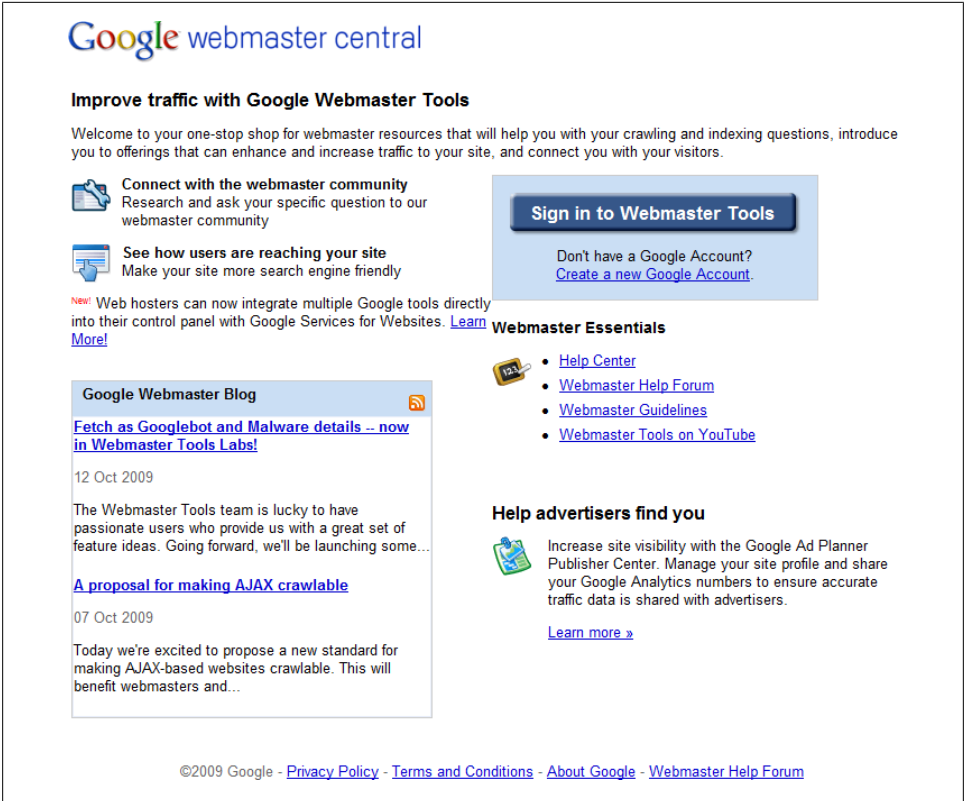 Google webmaster central
Improve traffic with Google Webmaster Tools
Welcome to your one-stop shop for webmaster resources that will help you with your crawling and indexing questions, introduce
you to offerings that can enhance and increase traffic to your site, and connect you with your visitors.
Connect with the webmaster community
Research and ask your specific question to our
webmaster community
See how users are reaching your site
Make your site more search engine friendly
New! Web hosters can now integrate multiple Google tools directly
into their control panel with Google Services for Websites. Learn
More!
Google Webmaster Blog
Fetch as Googlebot and Malware details -- now
in Webmaster Tools Labs!
12 Oct 2009
The Webmaster Tools team is lucky to have
passionate users who provide us with a great set of
feature ideas. Going forward, we'll be launching some...
A proposal for making AJAX crawlable
07 Oct 2009
Today we're excited to propose a new standard for
making AJAX-based websites crawlable. This will
benefit webmasters and...
Sign in to Webmaster Tools
Don't have a Google Account?
Create a new Google Account.
Webmaster Essentials
123
• Help Center
• Webmaster Help Forum
• Webmaster Guidelines
• Webmaster Tools on YouTube
Help advertisers find you
Increase site visibility with the Google Ad Planner
Publisher Center. Manage your site profile and share
your Google Analytics numbers to ensure accurate
traffic data is shared with advertisers.
Learn more »
©2009 Google - Privacy Policy - Terms and Conditions - About Google - Webmaster Help Forum